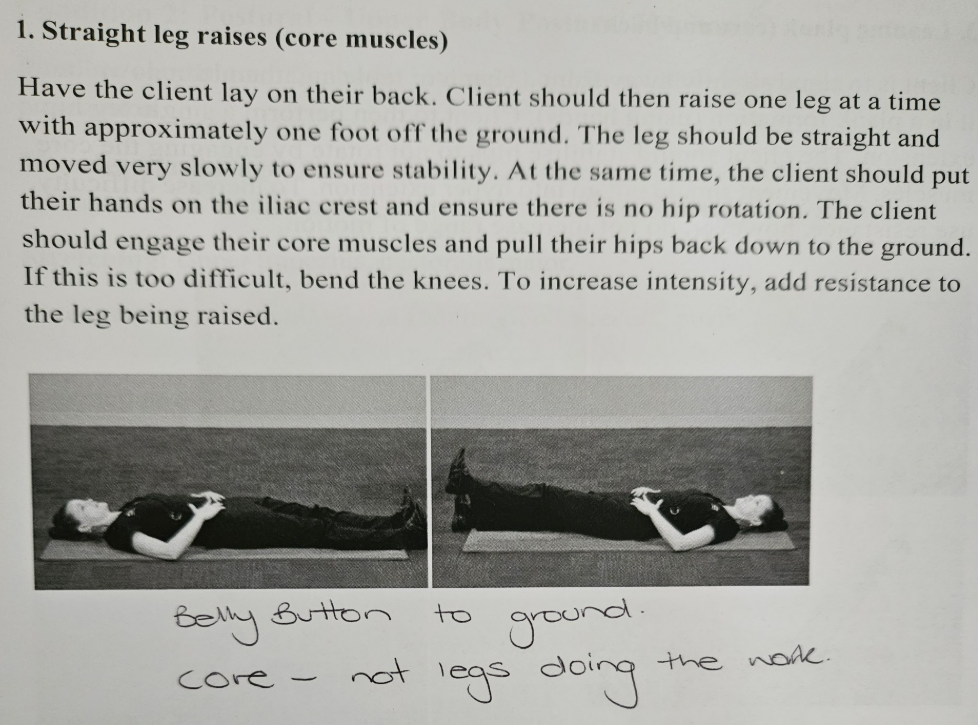 1. Straight leg raises (core muscles)
Have the client lay on their back. Client should then raise one leg at a time
with approximately one foot off the ground. The leg should be straight and
moved very slowly to ensure stability. At the same time, the client should put
their hands on the iliac crest and ensure there is no hip rotation. The client
should engage their core muscles and pull their hips back down to the ground.
If this is too difficult, bend the knees. To increase intensity, add resistance to
the leg being raised.
Belly Button to ground.
core - not legs doing the work.